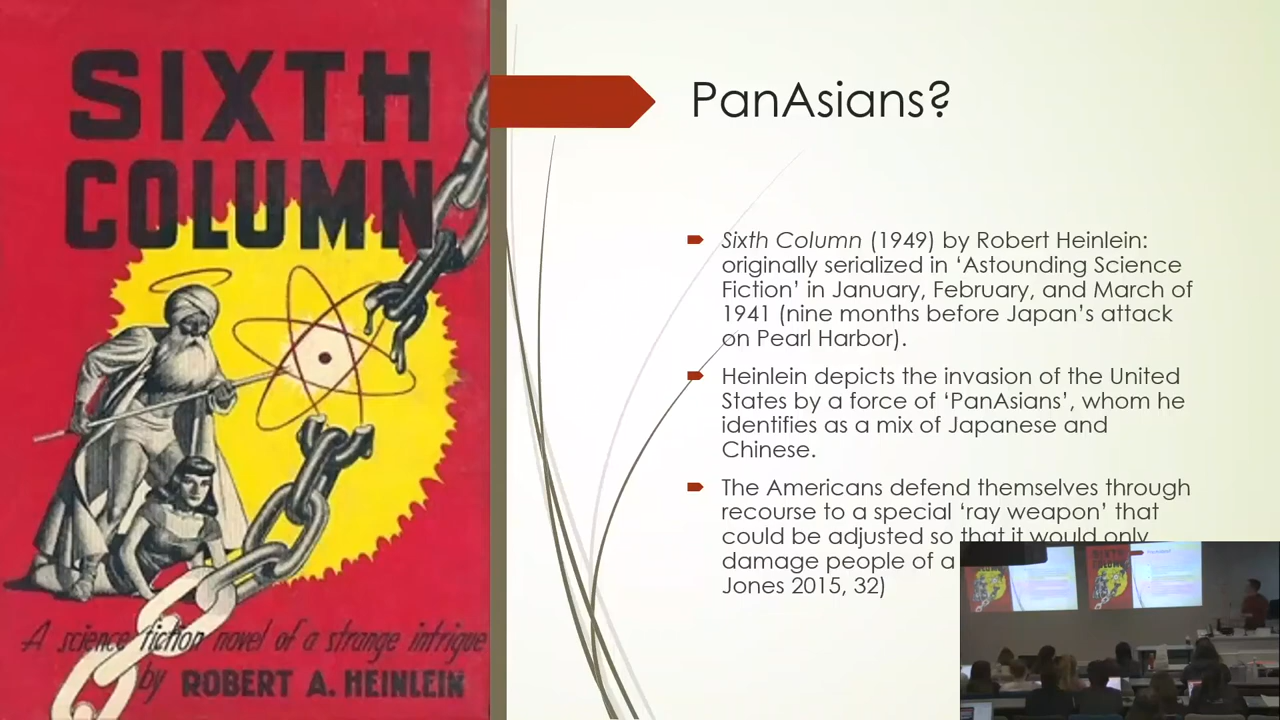 SIXTH
COLUMN
A science fiction novel of a strange intrigue
by ROBERT A. HEINLEIN
PanAsians?
Sixth Column (1949) by Robert Heinlein:
originally serialized in ‘Astounding Science
Fiction’ in January, February, and March of
1941 (nine months before Japan’s attack
on Pearl Harbor).
Heinlein depicts the invasion of the United
States by a force of ‘PanAsians’, whom he
identifies as a mix of Japanese and
Chinese.
The Americans defend themselves through
recourse to a special ‘ray weapon’ that
could be adjusted so that it would only
damage people of a
Jones 2015, 32)